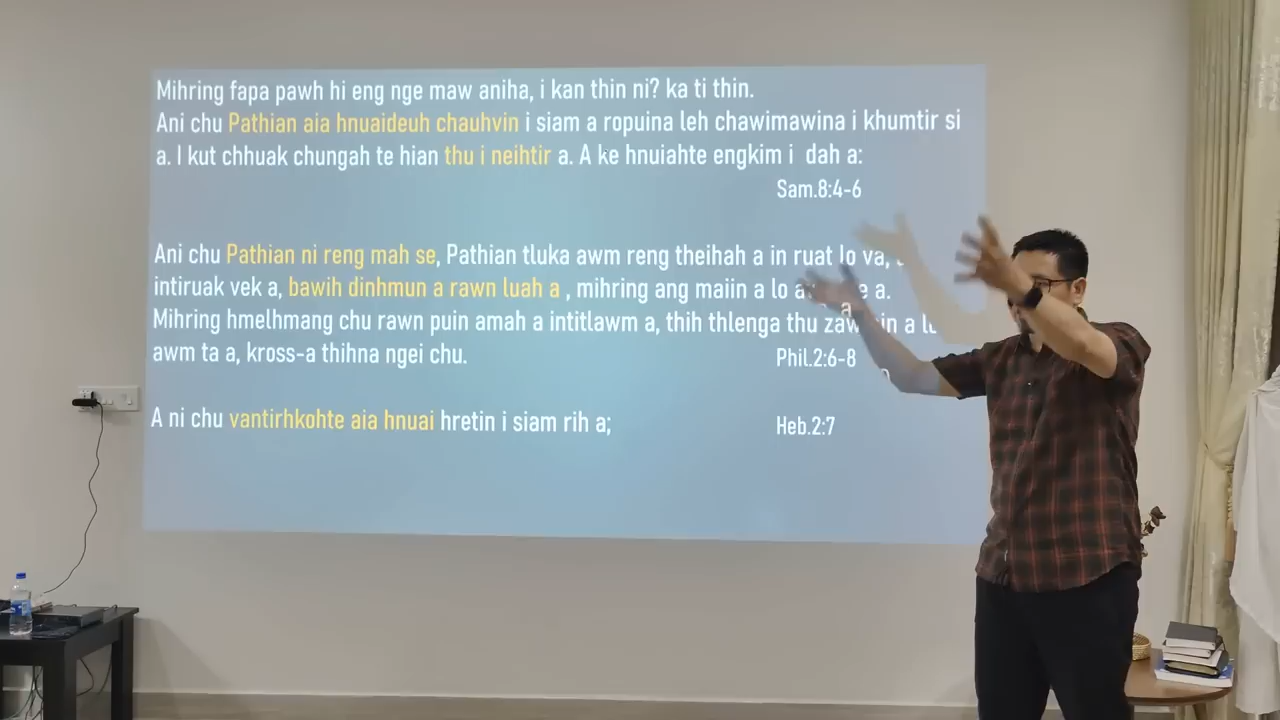 Mihring fapa pawh hi eng nge maw aniha, i kan thin ni? ka ti thin.
Ani chu Pathian aia hnuaideuh chauhvin i siam a ropuina leh chawimawina i khumtir si
a. I kut chhuak chungah te hian thu i neihtir a. A ke hnuiahte engkim i dah a:
Sam.8:4-6
Ani chu Pathian ni reng mah se, Pathian tluka awm reng theihah a in ruat lo va,
intiruak vek a, bawih dinhmun a rawn luah a , mihring ang maiin a lo a.
Mihring hmelhmang chu rawn puin amah a intitlawm a, thih thlenga thu in a
awm ta a, kross-a thihna ngei chu.
Phil.2:6-8
A ni chu vantirhkohte aia hnuai hretin i siam rih a;
Heb.2:7